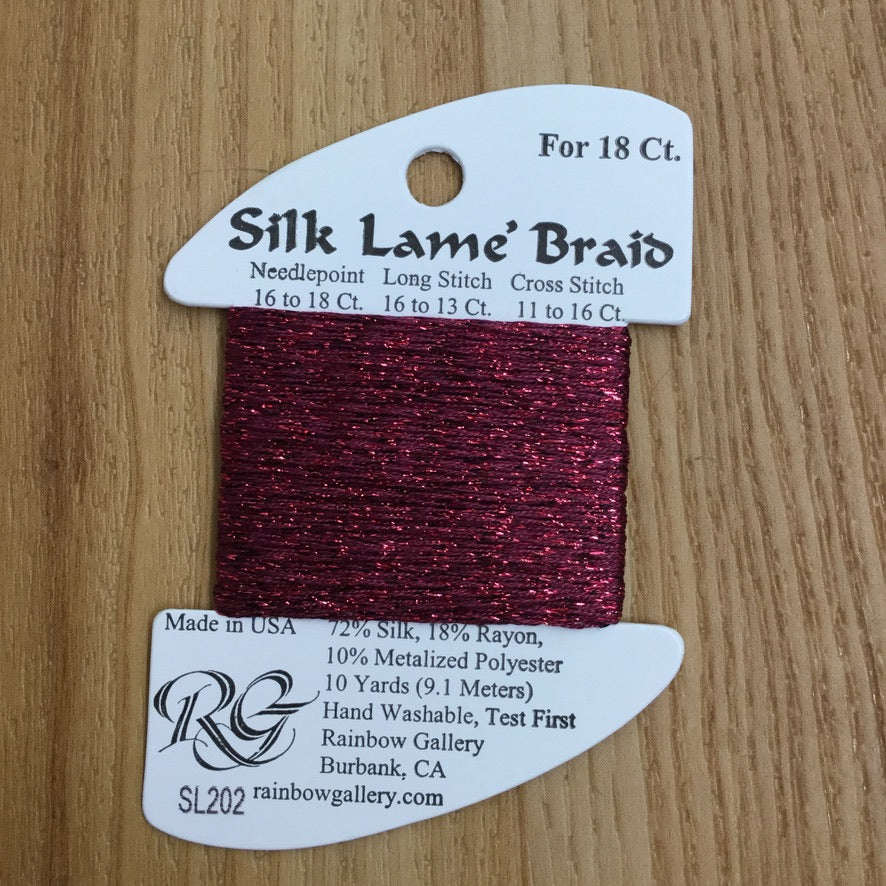 For 18 Ct.
Silk Lame' Braid
Needlepoint Long Stitch Cross Stitch
16 to 18 Ct. 16 to 13 Ct. 11 to 16 Ct.
Made in USA
72% Silk, 18% Rayon,
10% Metalized Polyester
10 Yards (9.1 Meters)
Hand Washable, Test First
Rainbow Gallery
Burbank, CA
RG
SL202 rainbowgallery.com